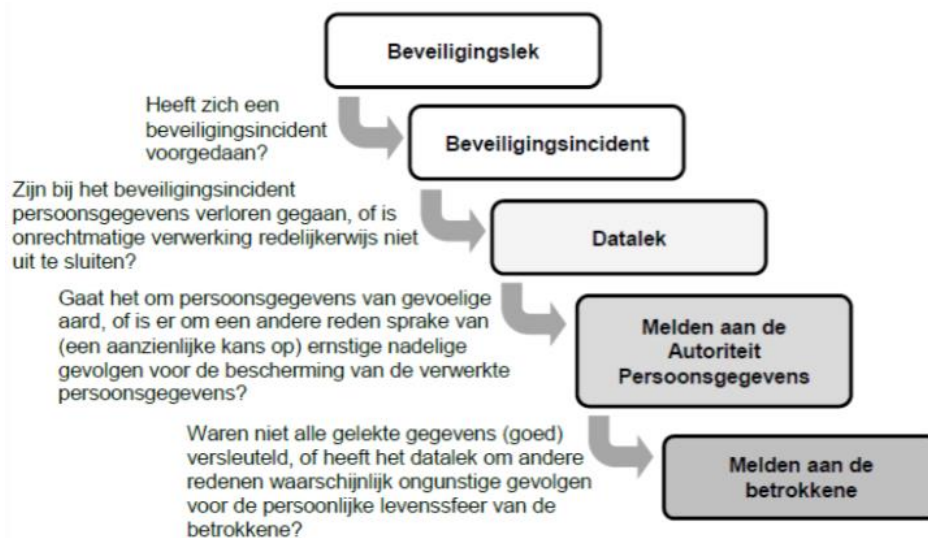 Beveiligingslek
Heeft zich een
beveiligingsincident
voorgedaan?
Beveiligingsincident
Zijn bij het beveiligingsincident
persoonsgegevens verloren gegaan, of is
onrechtmatige verwerking redelijkerwijs niet
uit te sluiten?
Datalek
Gaat het om persoonsgegevens van gevoelige
aard, of is er om een andere reden sprake van
(een aanzienlijke kans op) ernstige nadelige
gevolgen voor de bescherming van de verwerkte
persoonsgegevens?
Melden aan de
Autoriteit
Persoonsgegevens
Waren niet alle gelekte gegevens (goed)
versleuteld, of heeft het datalek om andere
redenen waarschijnlijk ongunstige gevolgen
voor de persoonlijke levenssfeer van de
betrokkene?
Melden aan de
betrokkene